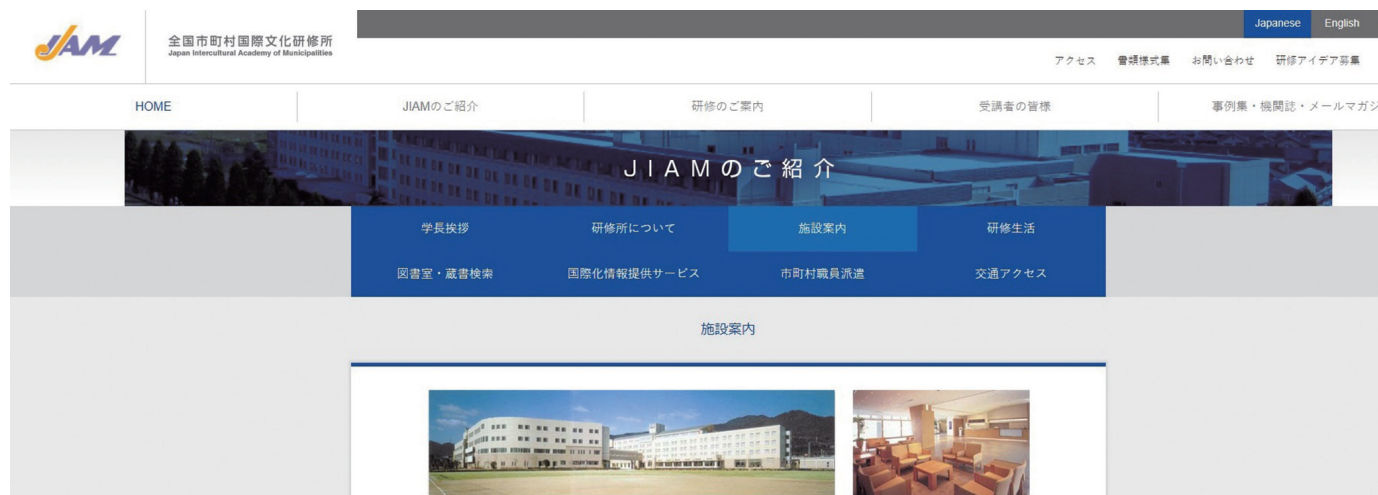 JIAM
全国市町村国際文化研修所
Japan Intercultural Academy of Municipalities
Japanese English
アクセス 書類様式集 お問い合わせ 研修アイデア募集
HOME JIAMのご紹介 研修のご案内 受講者の皆様 事例集・機関誌・メールマガジ
JIAMのご紹介
学長挨拶 研修所について 施設案内 研修生活
図書室・蔵書検索 国際化情報提供サービス 市町村職員派遣 交通アクセス
施設案内